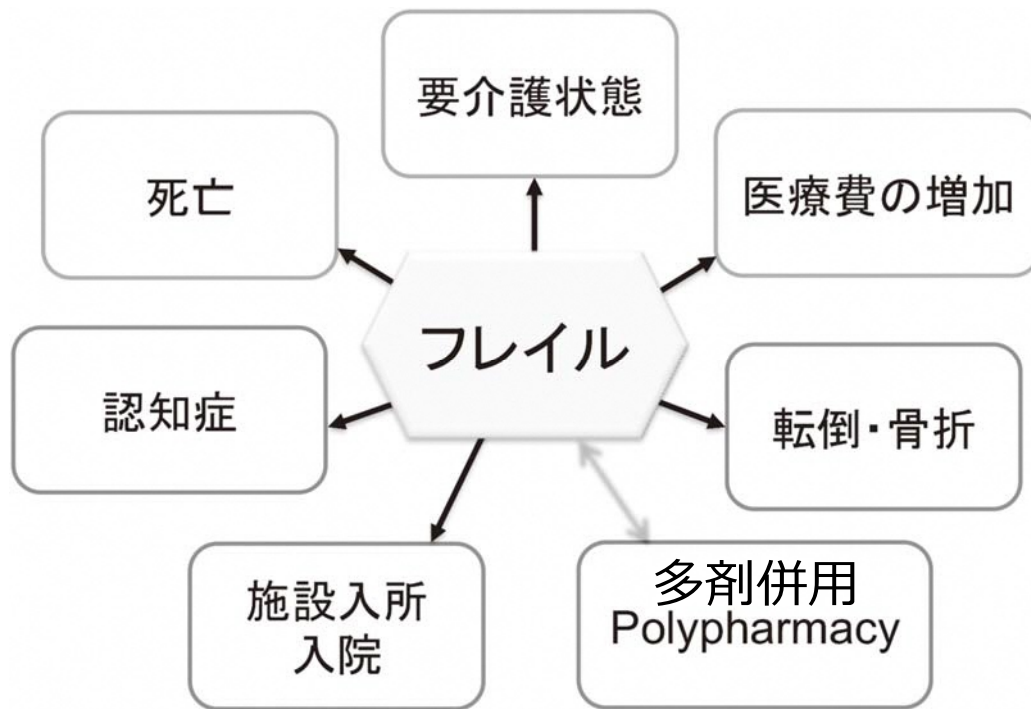 要介護状態
死亡
医療費の増加
フレイル
認知症
転倒・骨折
施設入所
入院
多剤併用
Polypharmacy